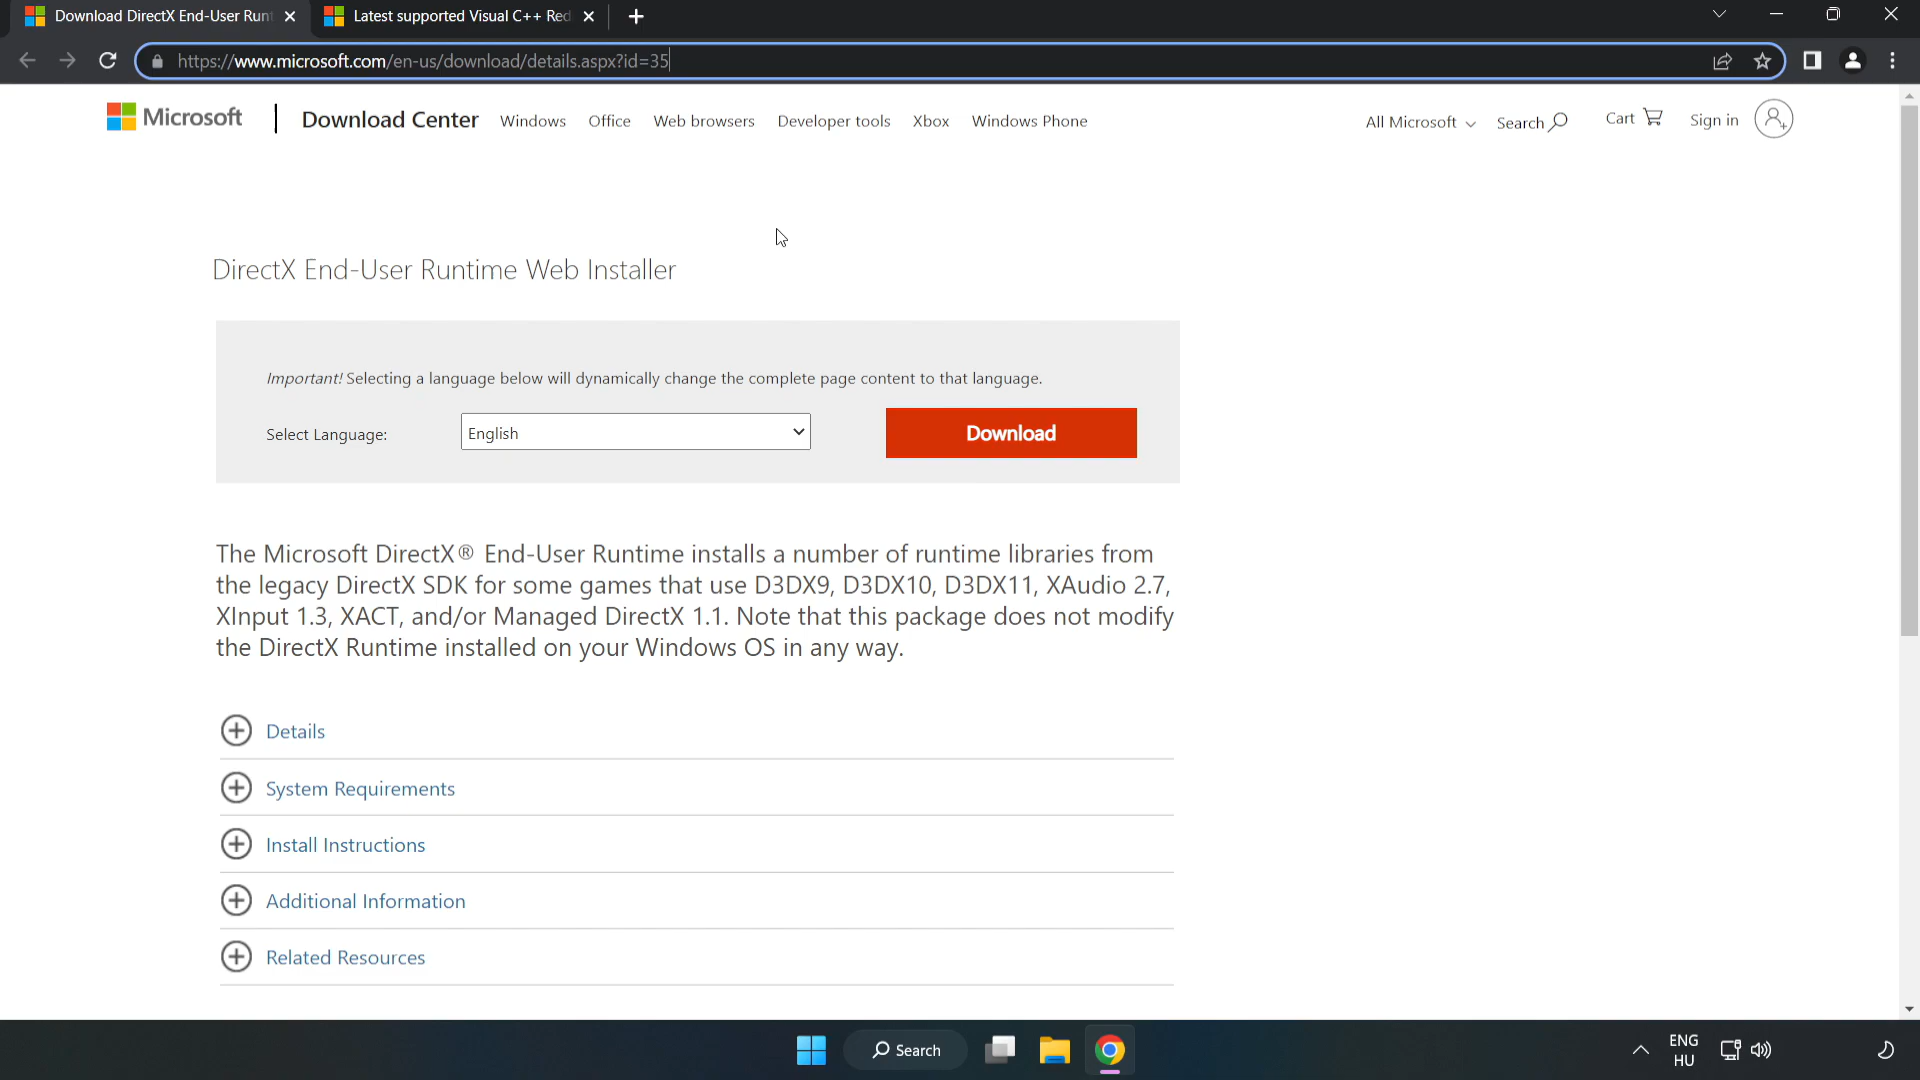 Download DirectX End-User Runt
Latest supported Visual C++ Red
https://www.microsoft.com/en-us/download/details.aspx?id=35
Microsoft
Download Center
Windows
Office
Web browsers
Developer tools
Xbox
Windows Phone
All Microsoft
Search
Cart
Sign in
DirectX End-User Runtime Web Installer
Important! Selecting a language below will dynamically change the complete page content to that language.
Select Language:
English
Download
The Microsoft DirectX® End-User Runtime installs a number of runtime libraries from
the legacy DirectX SDK for some games that use D3DX9, D3DX10, D3DX11, XAudio 2.7,
XInput 1.3, XACT, and/or Managed DirectX 1.1. Note that this package does not modify
the DirectX Runtime installed on your Windows OS in any way.
Details
System Requirements
Install Instructions
Additional Information
Related Resources
Search
ENG
HU